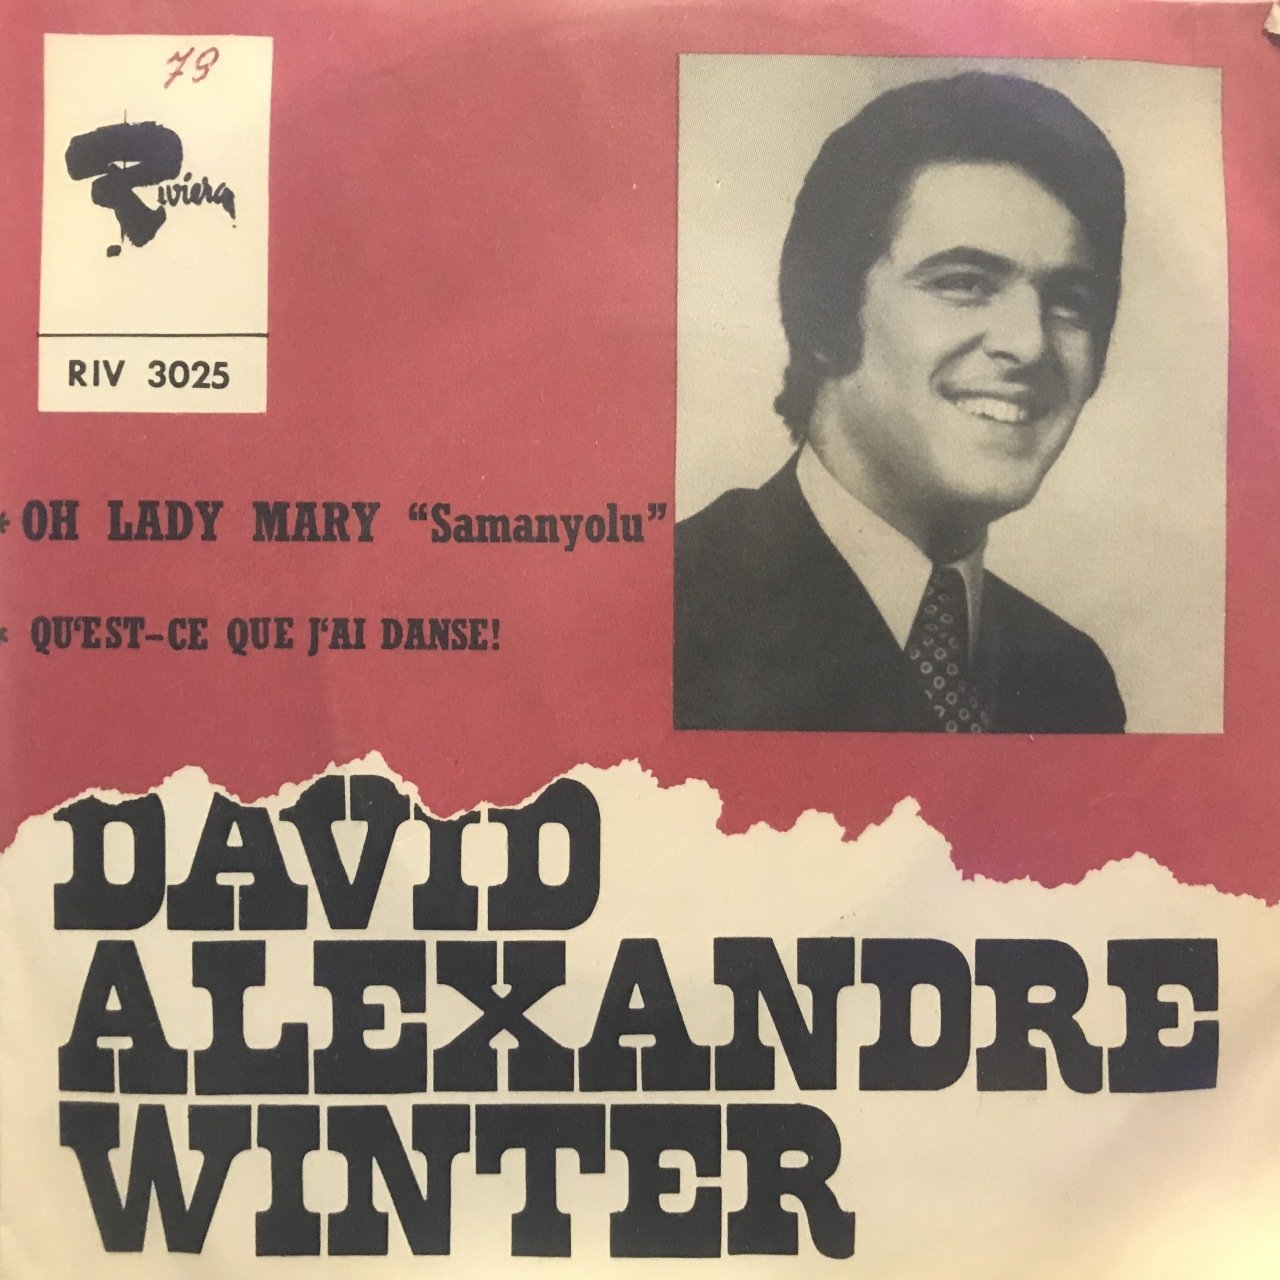 79
Riviera
RIV 3025
* OH LADY MARY “Samanyolu”
* QU‘EST-CE QUE J‘AI DANSE!
DAVID
ALEXANDRE
WINTER